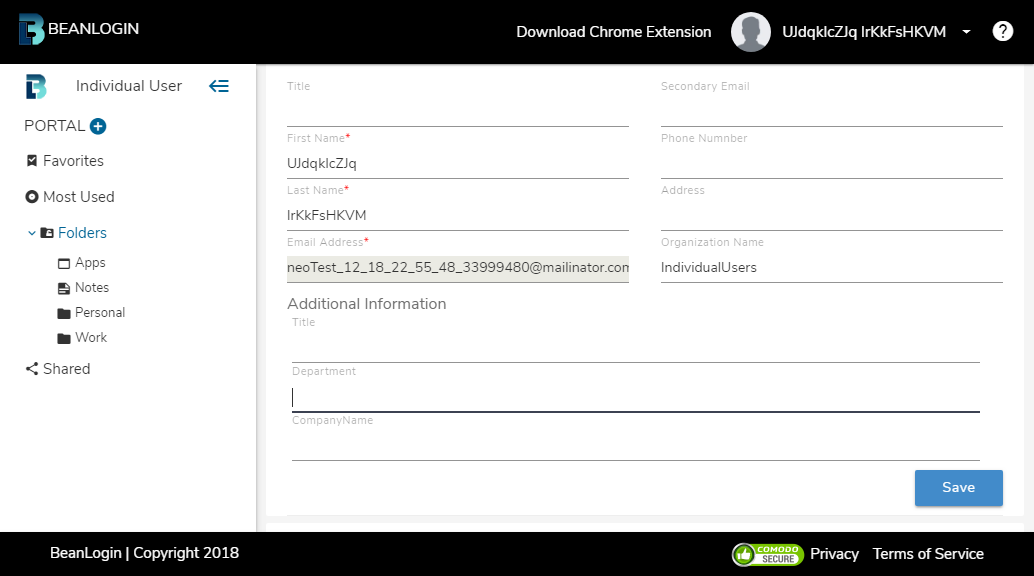 BEANLOGIN
Download Chrome Extension
UJdqklcZJq IrKkFsHKVM
?
Individual User
PORTAL
Favorites
Most Used
Folders
Apps
Notes
Personal
Work
Shared
Title
Secondary Email
First Name*
UJdqklcZJq
Phone Numnber
Last Name*
IrKkFsHKVM
Address
Email Address*
neoTest_12_18_22_55_48_33999480@mailinator.com
Organization Name
IndividualUsers
Additional Information
Title
Department
CompanyName
Save
BeanLogin | Copyright 2018
COMODO
SECURE
Privacy
Terms of Service